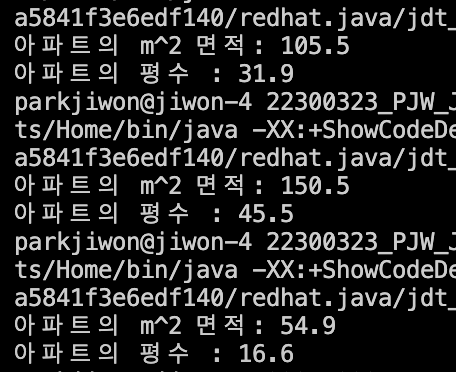 a5841f3e6edf140/redhat.java/jdt_
아파트의 m^2 면적: 105.5
아파트의 평수 : 31.9
parkjiwon@jiwon-4 22300323_PJW_J
ts/Home/bin/java -XX:+ShowCodeDe
a5841f3e6edf140/redhat.java/jdt_
아파트의 m^2 면적: 150.5
아파트의 평수 : 45.5
parkjiwon@jiwon-4 22300323_PJW_J
ts/Home/bin/java -XX:+ShowCodeDe
a5841f3e6edf140/redhat.java/jdt_
아파트의 m^2 면적: 54.9
아파트의 평수 : 16.6